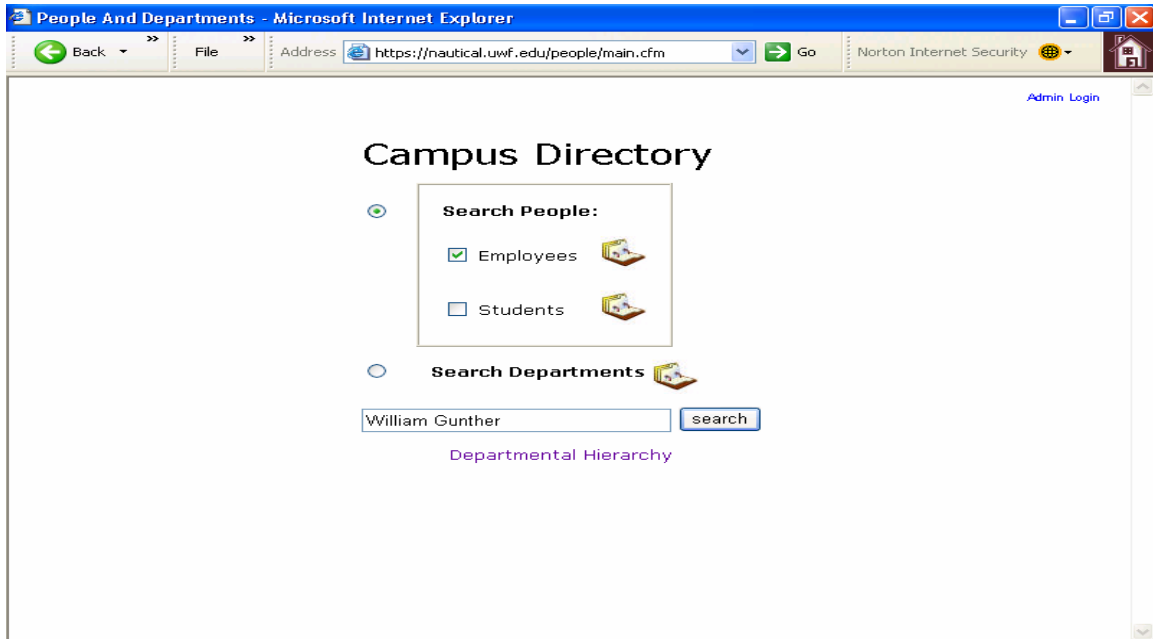 People And Departments - Microsoft Internet Explorer
Back » File » Address https://nautical.uwf.edu/people/main.cfm Go Norton Internet Security
Admin Login
Campus Directory
Search People:
Employees
Students
Search Departments
William Gunther search
Departmental Hierarchy